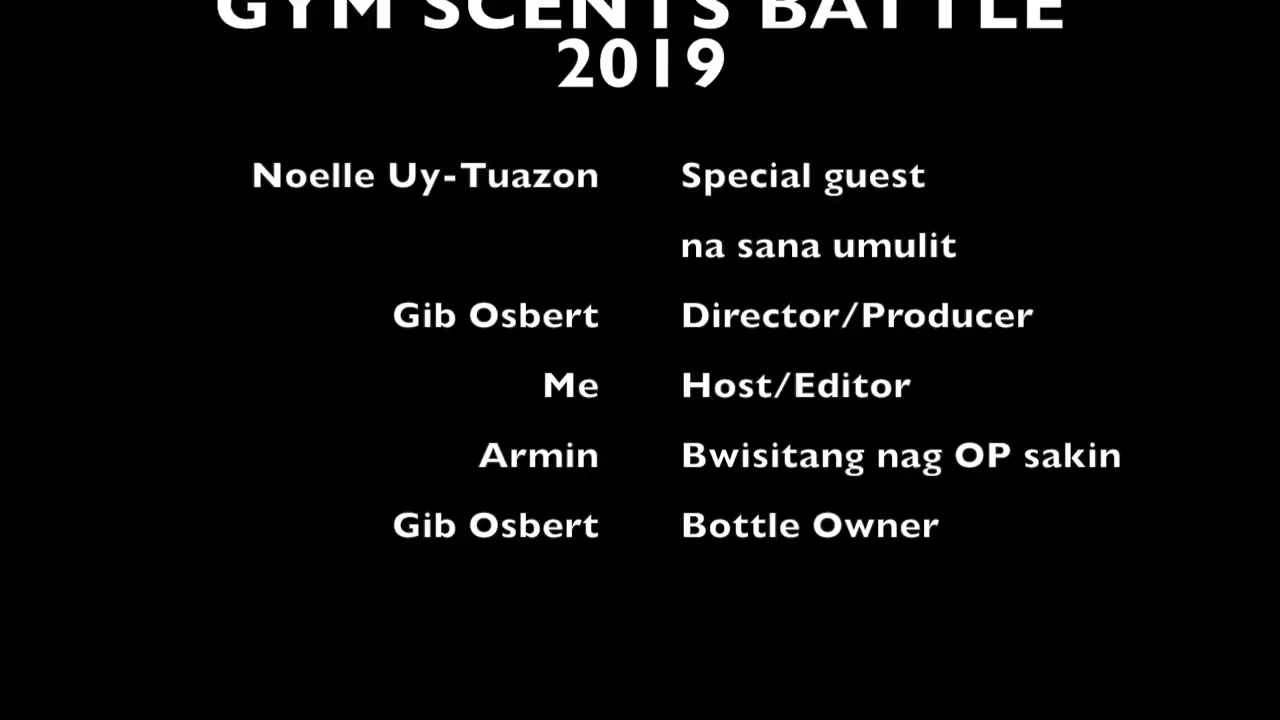 GYM SCENTS BATTLE
2019
Noelle Uy-Tuazon Special guest
na sana umulit
Gib Osbert Director/Producer
Me Host/Editor
Armin Bwisitang nag OP sakin
Gib Osbert Bottle Owner